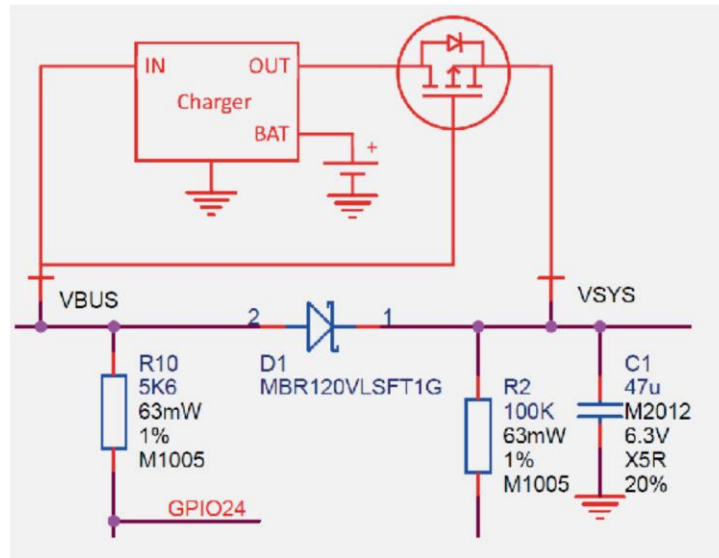 IN
OUT
Charger
BAT
+
VBUS
VSYS
2
1
R10
5K6
63mW
1%
M1005
D1
MBR120VLSFT1G
R2
100K
63mW
1%
M1005
C1
47u
M2012
6.3V
X5R
20%
GPIO24